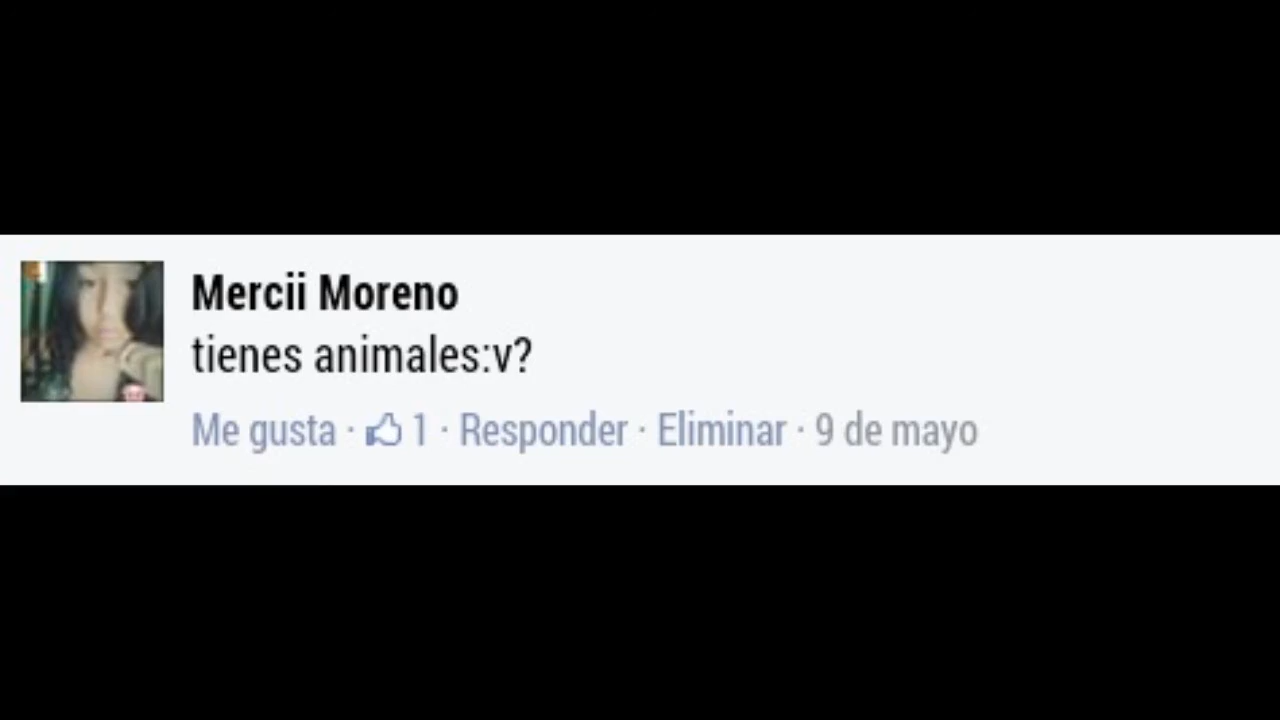 Mercii Moreno
tienes animales:v?
Me gusta · 1 · Responder · Eliminar · 9 de mayo